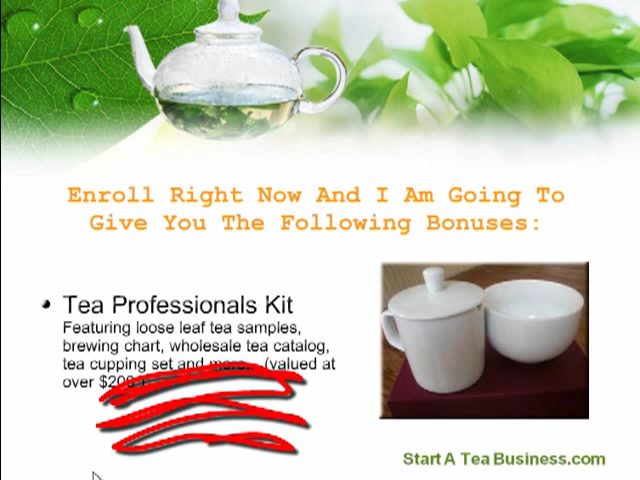 Enroll Right Now And I Am Going To
Give You The Following Bonuses:
Tea Professionals Kit
Featuring loose leaf tea samples,
brewing chart, wholesale tea catalog,
tea cupping set and more... (valued at
over $200
Start A Tea Business.com